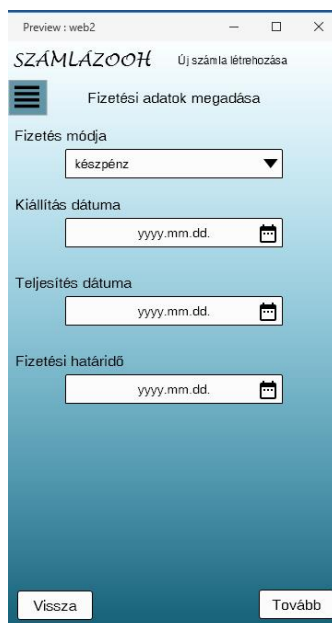 Preview : web2
SZÁMLÁZOOH Új számla létrehozása
Fizetési adatok megadása
Fizetés módja
készpénz
Kiállítás dátuma
yyyy.mm.dd.
Teljesítés dátuma
yyyy.mm.dd.
Fizetési határidő
yyyy.mm.dd.
Vissza
Tovább